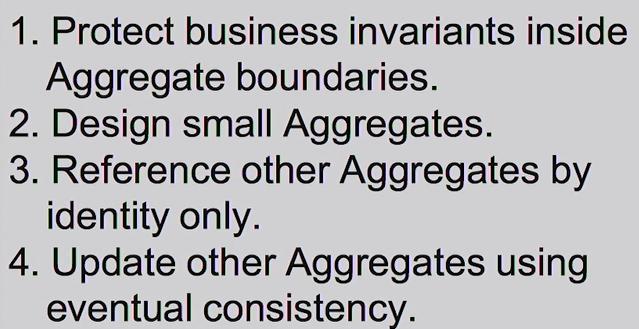 1. Protect business invariants inside
Aggregate boundaries.
2. Design small Aggregates.
3. Reference other Aggregates by
identity only.
4. Update other Aggregates using
eventual consistency.